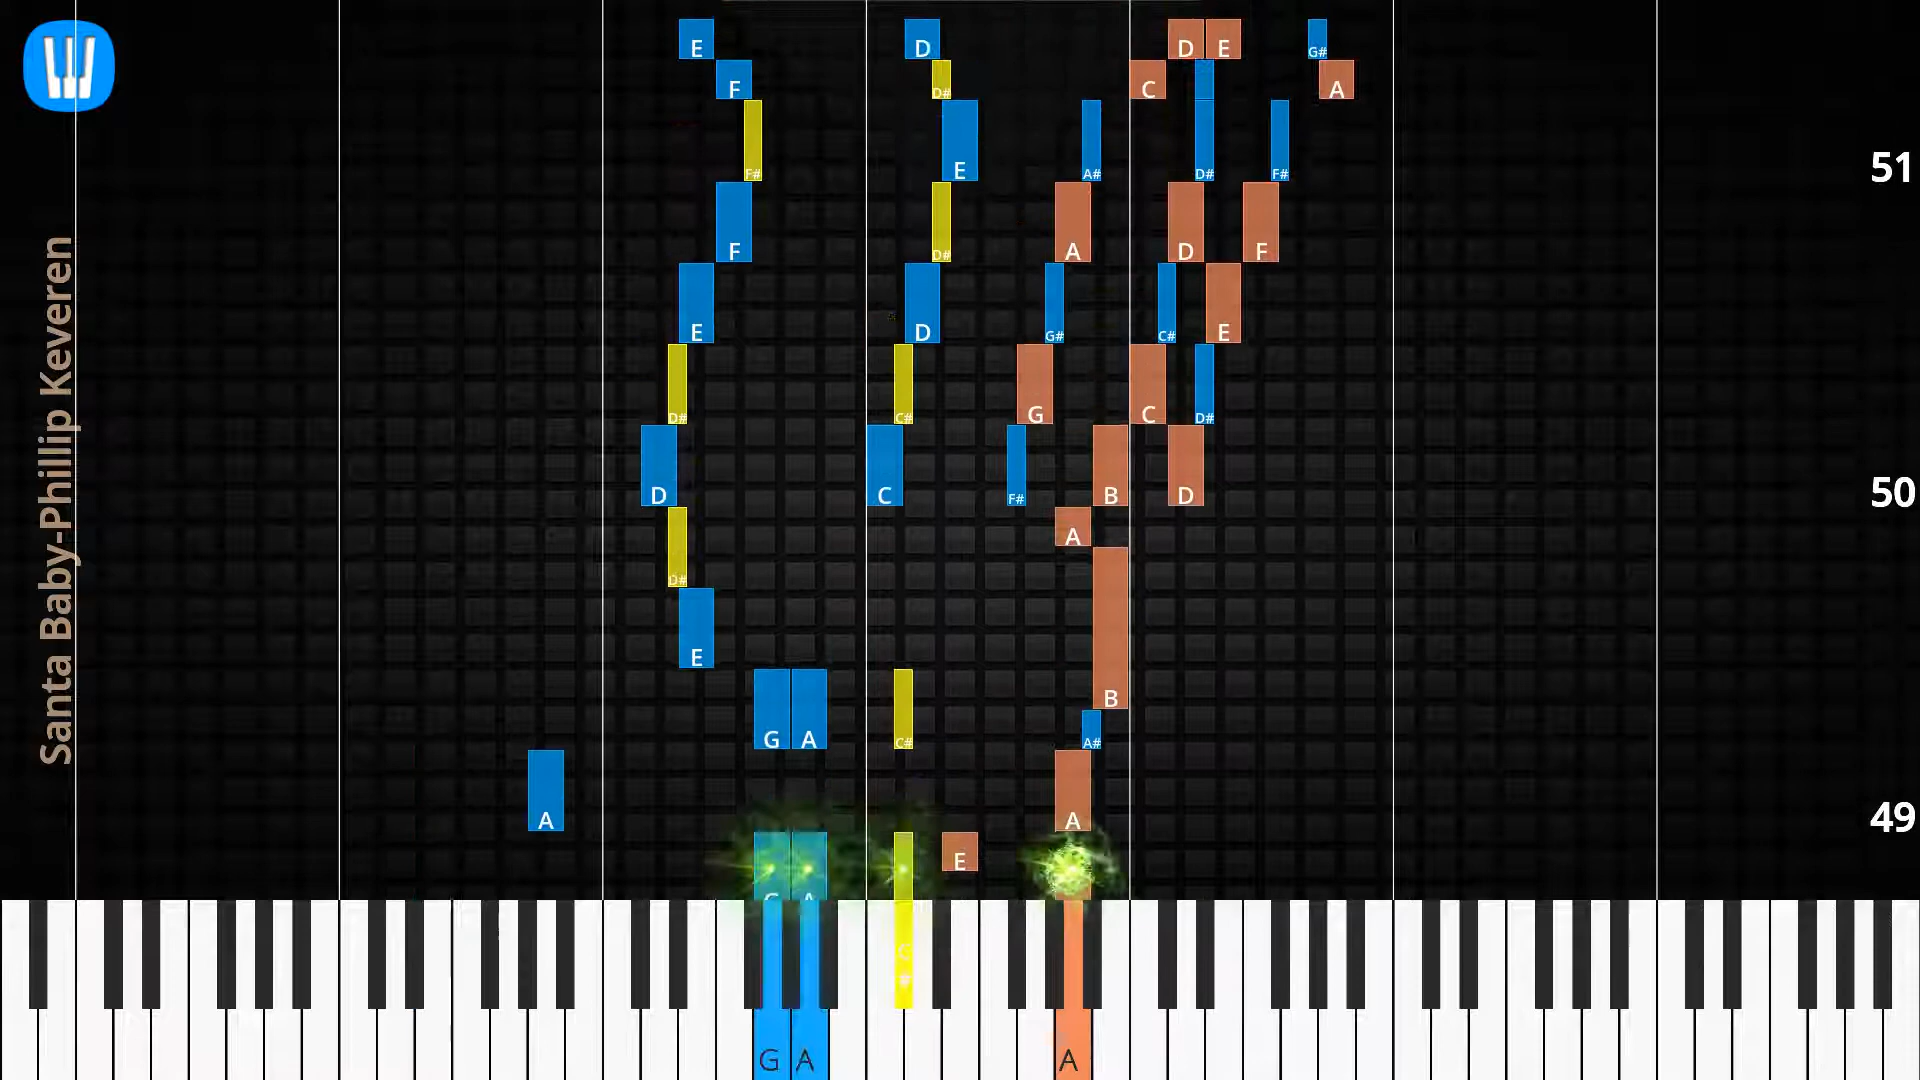 E D D E G#
F D# C A
F# E A# D# F# 51
F D# A D F
E D G# C# E
D# C# G C D#
D C F# B D 50
A
D#
E
B
G A C# A#
A A 49
E
G A C #
G A A
Santa Baby-Phillip Keveren